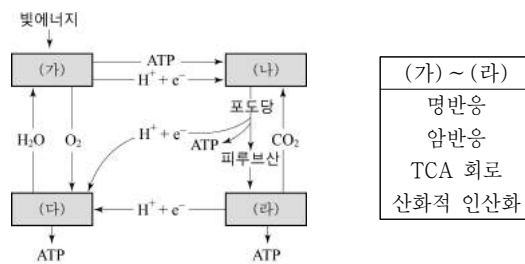 빛에너지
(가)
ATP
H⁺ + e⁻
(나)
포도당
H₂O
O₂
H⁺ + e⁻
ATP
CO₂
피루브산
(다)
H⁺ + e⁻
(라)
ATP
ATP
(가) ~ (라)
명반응
암반응
TCA 회로
산화적 인산화